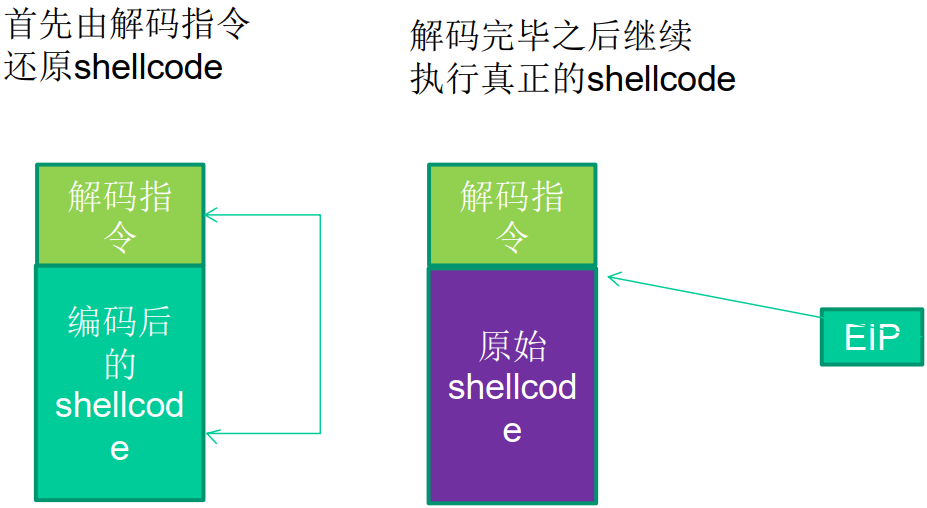 首先由解码指令
还原shellcode
解码完毕之后继续
执行真正的shellcode
解码指
令
编码后
的
shellcod
e
解码指
令
原始
shellcod
e
EIP